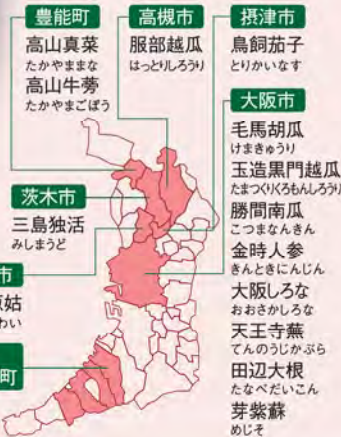 豊能町
高山真菜
たかやままな
高山牛蒡
たかやまごぼう
高槻市
服部越瓜
はっとりしろうり
摂津市
鳥飼茄子
とりかいなす
大阪市
毛馬胡瓜
けまきゅうり
玉造黒門越瓜
たまつくりくろもんしろうり
勝間南瓜
こつまなんきん
金時人参
きんときにんじん
大阪しろな
おおさかしろな
天王寺蕪
てんのうじかぶら
田辺大根
たなべだいこん
芽紫蘇
めじそ
茨木市
三島独活
みしまうど
市
姑
わい
町